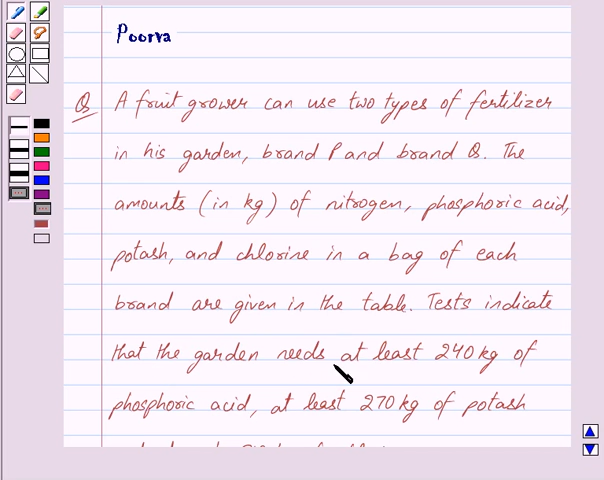 Poorva
Q A fruit grower can use two types of fertilizer
in his garden, brand P and brand Q. The
amounts (in kg) of nitrogen, phosphoric acid,
potash, and chlorine in a bag of each
brand are given in the table. Tests indicate
that the garden needs at least 240 kg of
phosphoric acid, at least 270 kg of potash